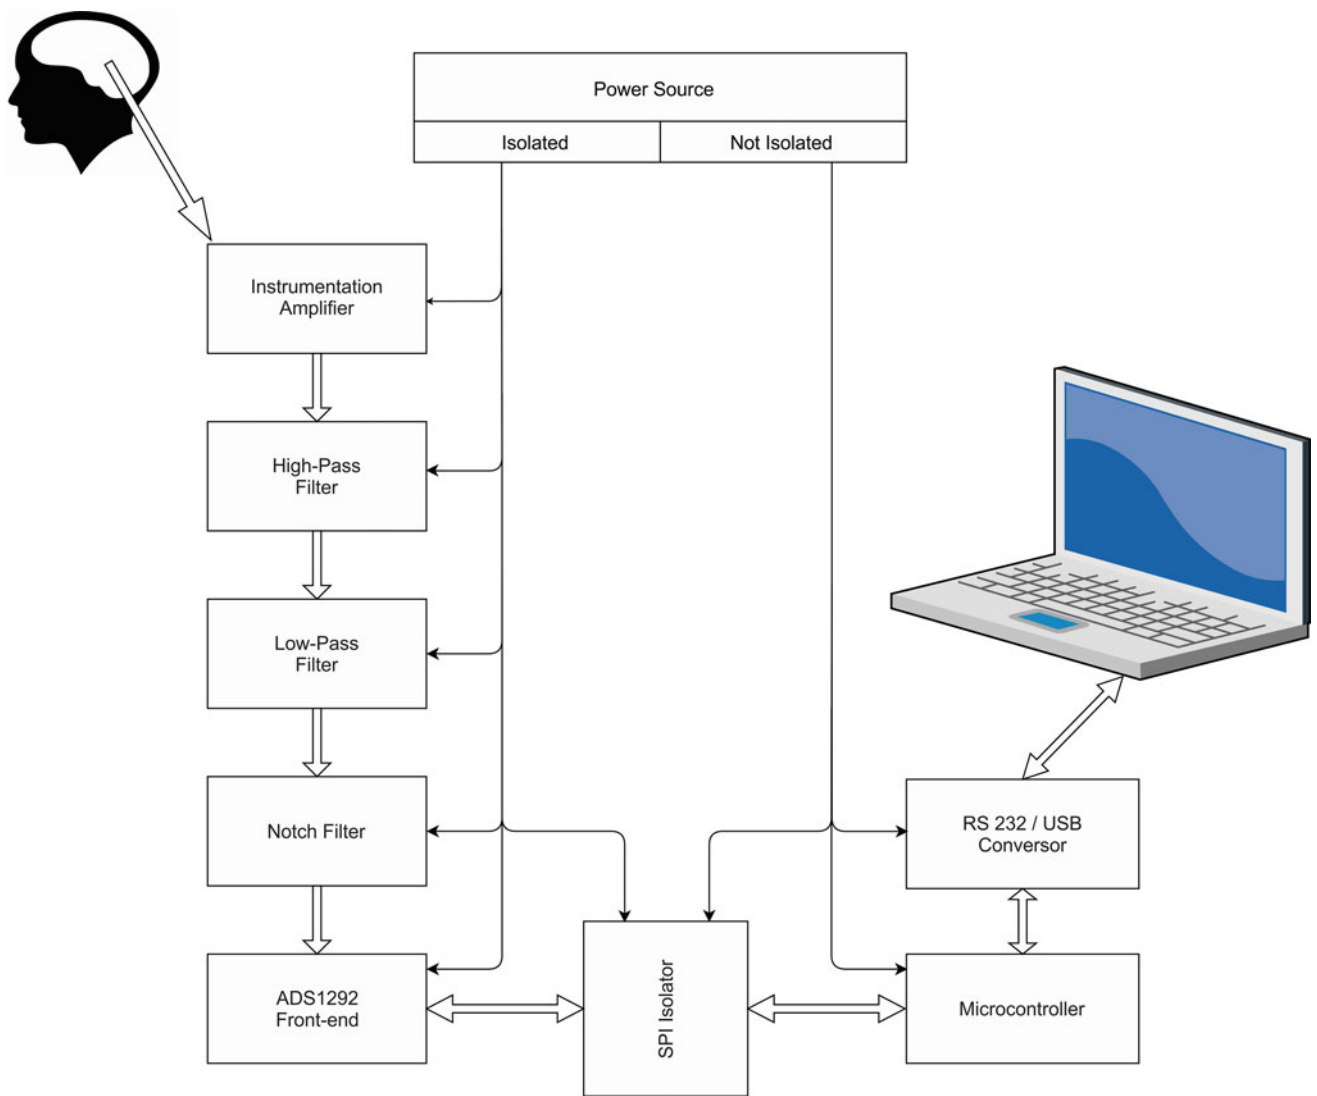 Power Source
Isolated
Not Isolated
Instrumentation
Amplifier
High-Pass
Filter
Low-Pass
Filter
Notch Filter
RS 232 / USB
Conversor
ADS1292
Front-end
SPI Isolator
Microcontroller